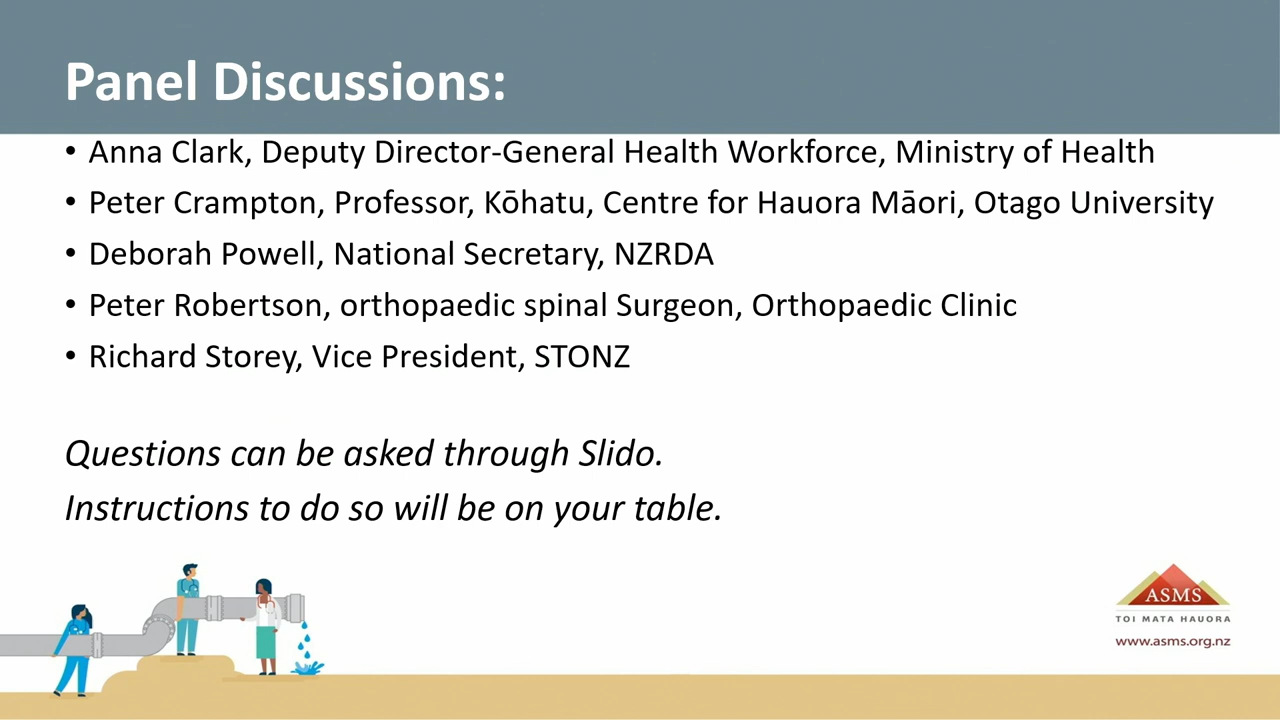 Panel Discussions:
• Anna Clark, Deputy Director-General Health Workforce, Ministry of Health
• Peter Crampton, Professor, Kōhatu, Centre for Hauora Māori, Otago University
• Deborah Powell, National Secretary, NZRDA
• Peter Robertson, orthopaedic spinal Surgeon, Orthopaedic Clinic
• Richard Storey, Vice President, STONZ
Questions can be asked through Slido.
Instructions to do so will be on your table.
ASMS
TOI MATA HAUORA
www.asms.org.nz